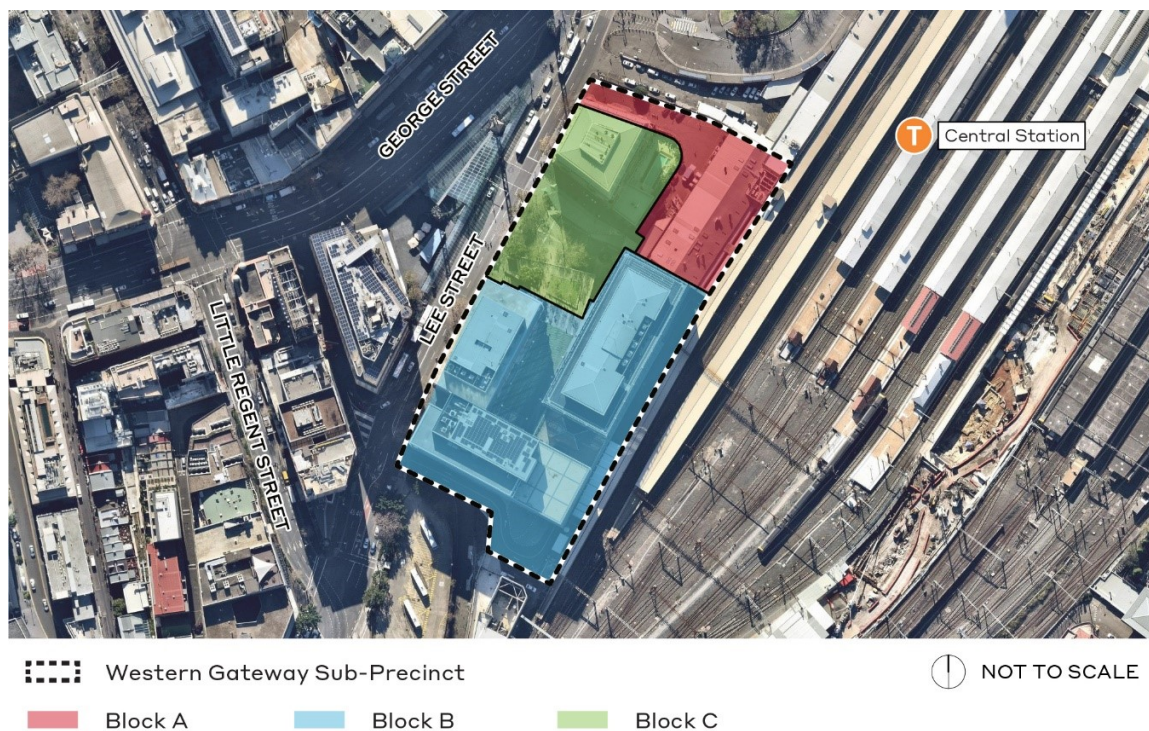 GEORGE STREET
T
Central Station
LEE STREET
LITTLE REGENT STREET
Western Gateway Sub-Precinct
NOT TO SCALE
Block A
Block B
Block C